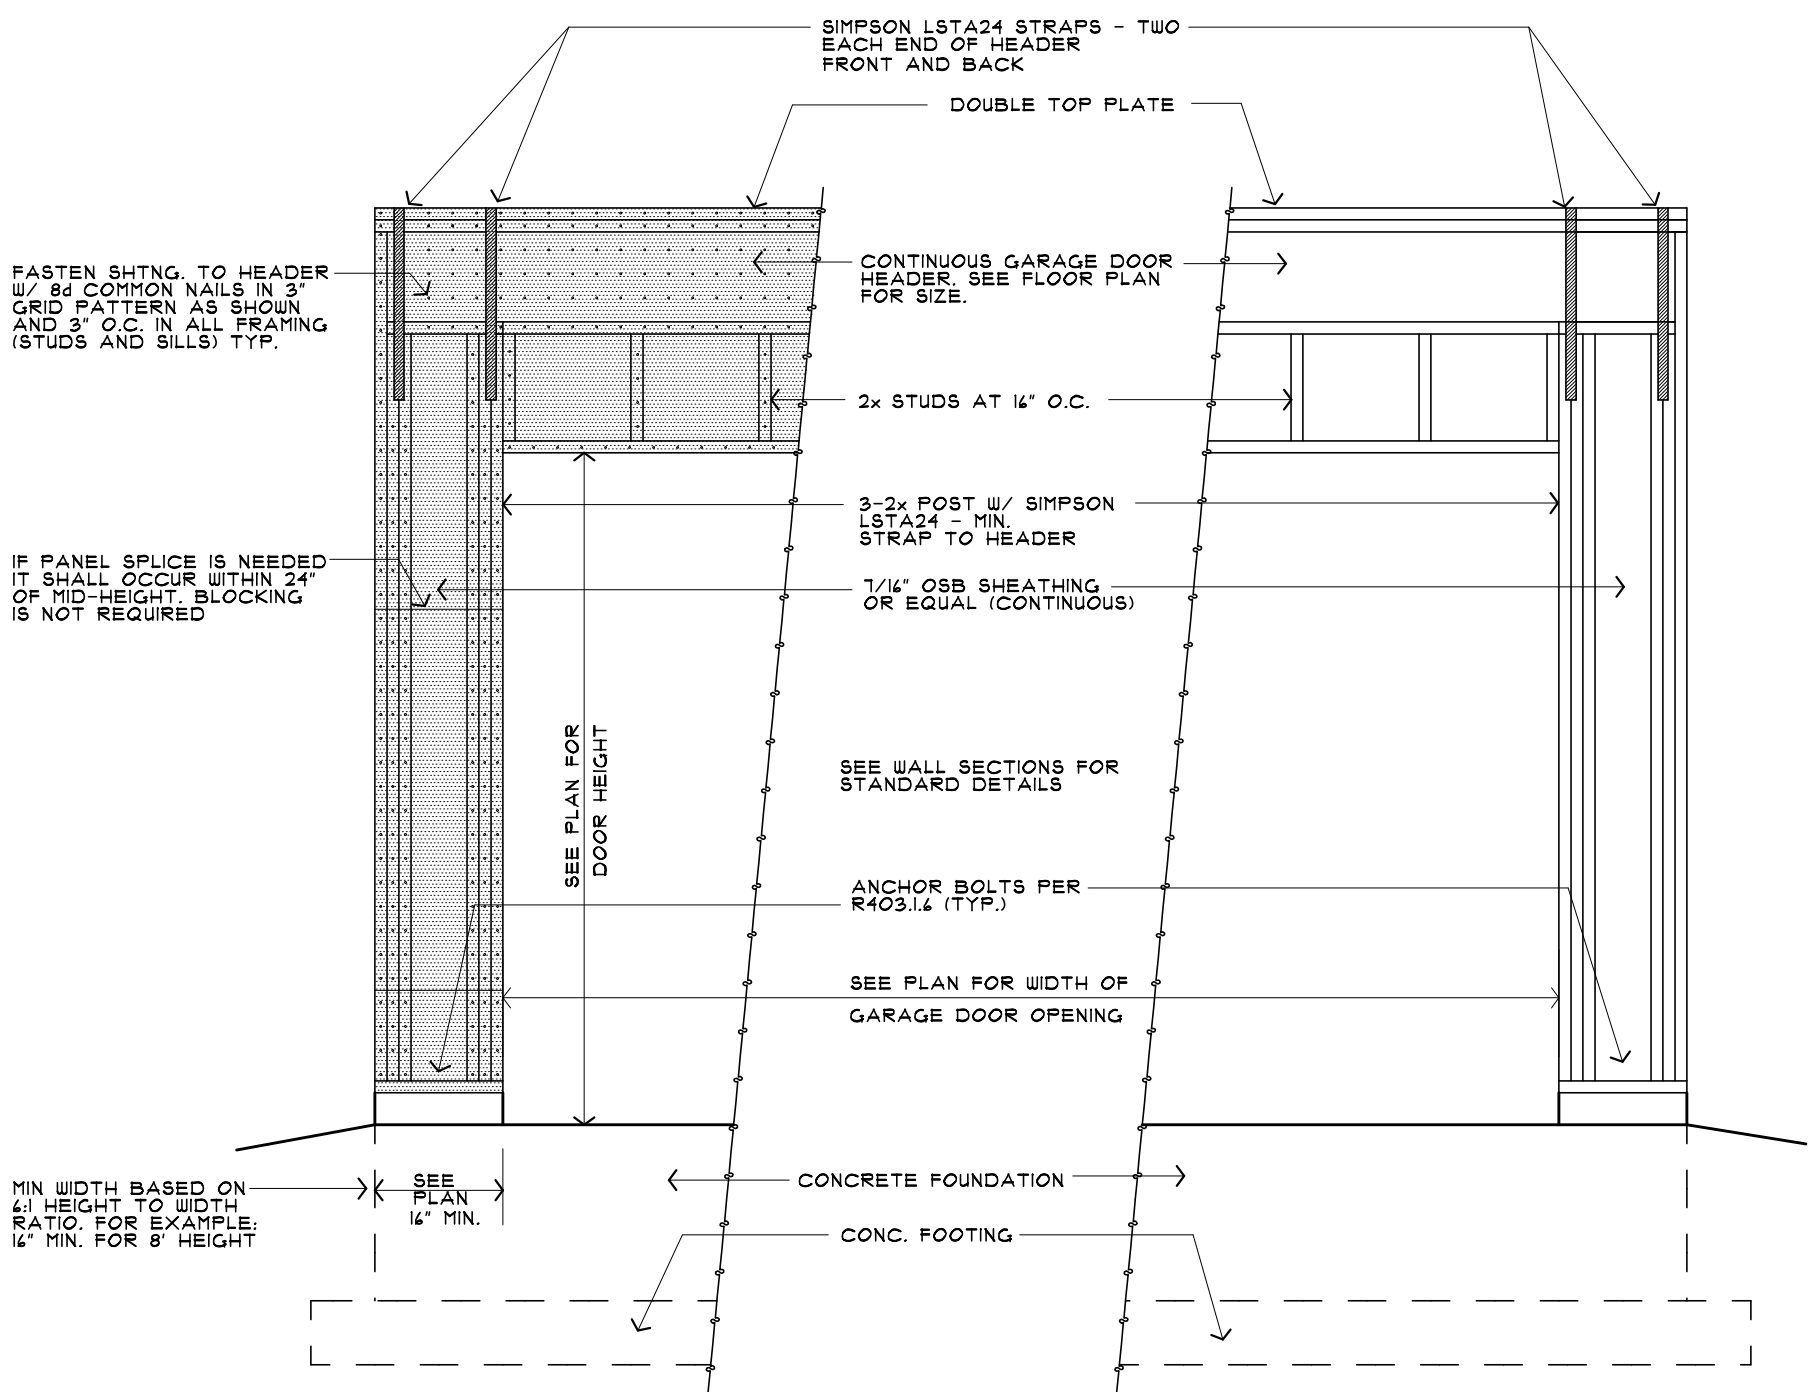 SIMPSON LSTA24 STRAPS - TWO
EACH END OF HEADER
FRONT AND BACK
DOUBLE TOP PLATE
FASTEN SHTNG. TO HEADER
W/ 8d COMMON NAILS IN 3"
GRID PATTERN AS SHOWN
AND 3" O.C. IN ALL FRAMING
(STUDS AND SILLS) TYP.
CONTINUOUS GARAGE DOOR
HEADER. SEE FLOOR PLAN
FOR SIZE.
2x STUDS AT 16" O.C.
3-2x POST W/ SIMPSON
LSTA24 - MIN.
STRAP TO HEADER
IF PANEL SPLICE IS NEEDED
IT SHALL OCCUR WITHIN 24"
OF MID-HEIGHT. BLOCKING
IS NOT REQUIRED
7/16" OSB SHEATHING
OR EQUAL (CONTINUOUS)
SEE PLAN FOR
DOOR HEIGHT
SEE WALL SECTIONS FOR
STANDARD DETAILS
ANCHOR BOLTS PER
R403.1.6 (TYP.)
SEE PLAN FOR WIDTH OF
GARAGE DOOR OPENING
MIN WIDTH BASED ON
6:1 HEIGHT TO WIDTH
RATIO. FOR EXAMPLE:
16" MIN. FOR 8' HEIGHT
SEE
PLAN
16" MIN.
CONCRETE FOUNDATION
CONC. FOOTING